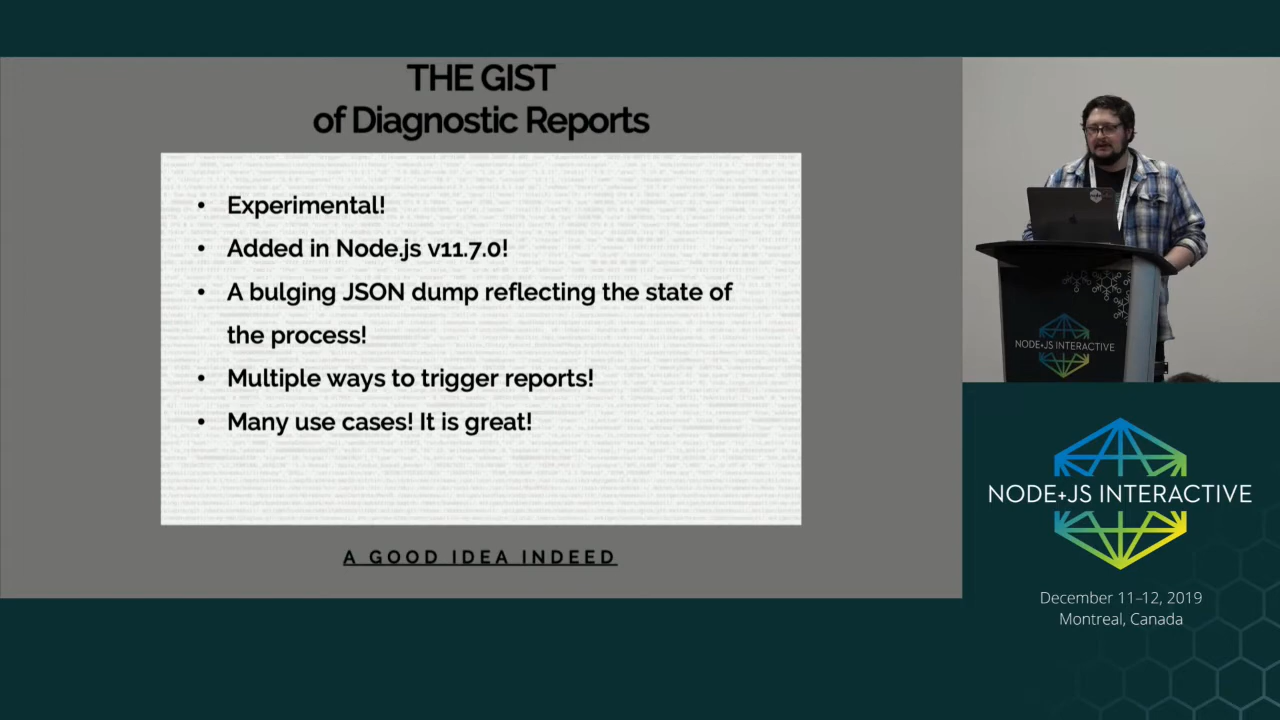 THE GIST
of Diagnostic Reports
• Experimental!
• Added in Node.js v11.7.0!
• A bulging JSON dump reflecting the state of
the process!
• Multiple ways to trigger reports!
• Many use cases! It is great!
A GOOD IDEA INDEED
NODE+JS INTERACTIVE
NODE+JS INTERACTIVE
December 11–12, 2019
Montreal, Canada